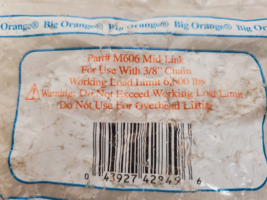 Orange® Big Orange® Big Orange® Big Orange®
Part# M606 Mid Link
For Use With 3/8" Chain
Working Load Limit 6,600 lbs
Warning: Do Not Exceed Working Load Limit
Do Not Use For Overhead Lifting
0 43927 42949 6